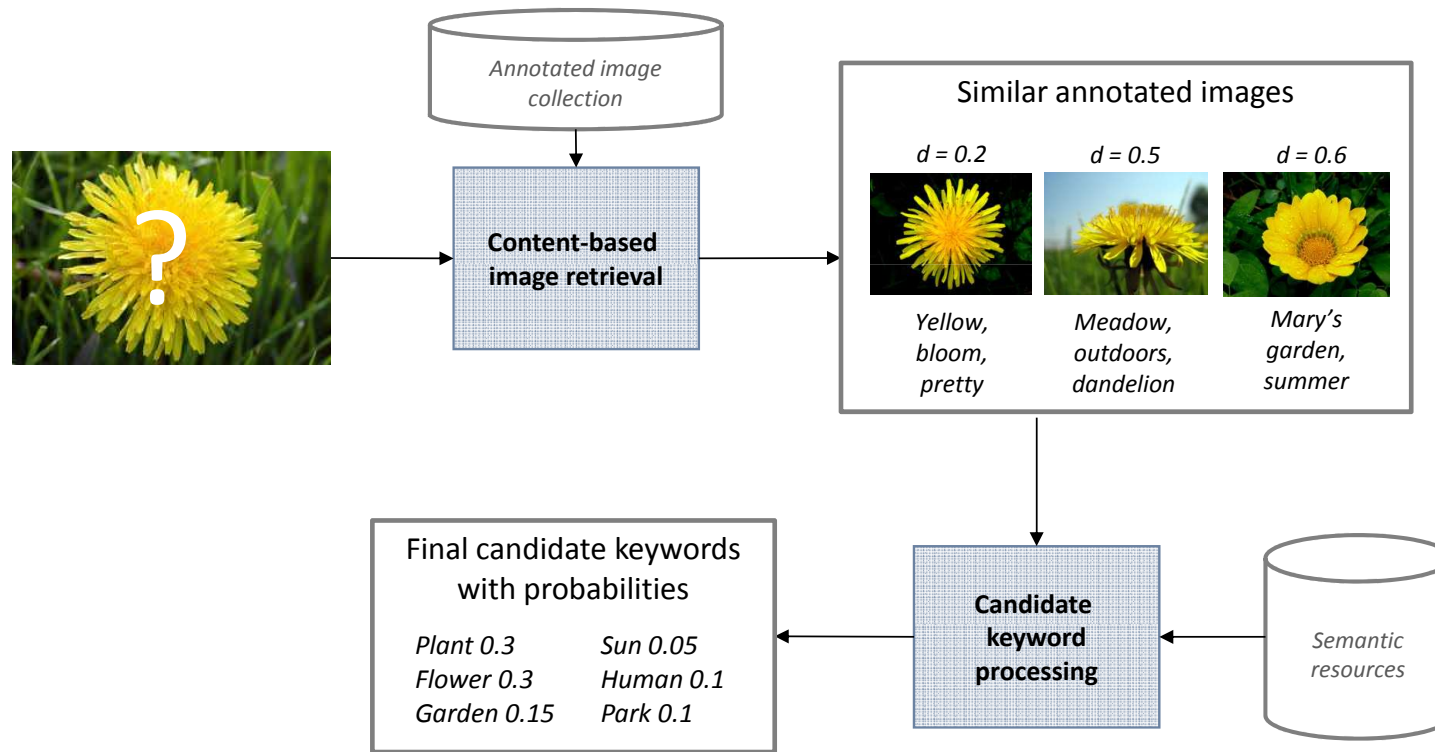 Annotated image
collection
Similar annotated images
d = 0.2
d = 0.5
d = 0.6
?
Content-based
image retrieval
Yellow,
bloom,
pretty
Meadow,
outdoors,
dandelion
Mary’s
garden,
summer
Final candidate keywords
with probabilities
Plant 0.3
Sun 0.05
Flower 0.3
Human 0.1
Garden 0.15
Park 0.1
Candidate
keyword
processing
Semantic
resources